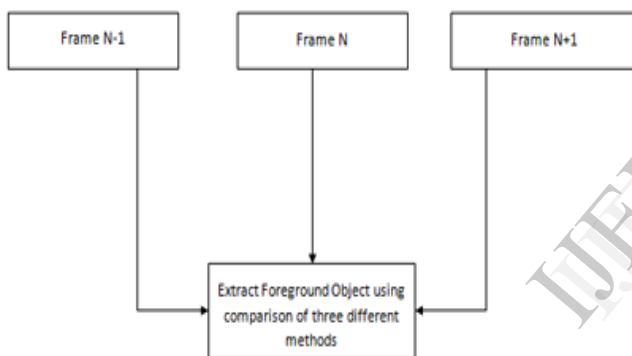 Frame N-1
Frame N
Frame N+1
Extract Foreground Object using
comparison of three different
methods